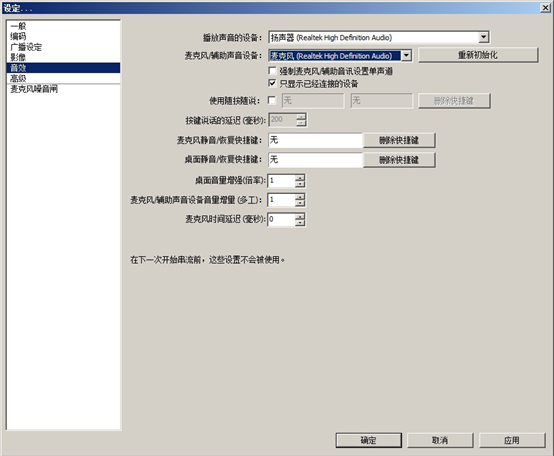 设定...
一般
编码
广播设定
影像
音效
高级
麦克风噪音闸
播放声音的设备: 扬声器 (Realtek High Definition Audio)
麦克风/辅助声音设备: 麦克风 (Realtek High Definition Audio) 重新初始化
强制麦克风/辅助音讯设置单声道
只显示已经连接的设备
使用随按随说: 无 无 删除快捷键
按键说话的延迟(毫秒): 200
麦克风静音/恢复快捷键: 无 删除快捷键
桌面静音/恢复快捷键: 无 删除快捷键
桌面音量增强(倍率): 1
麦克风/辅助声音设备音量增量 (多工): 1
麦克风时间延迟(毫秒): 0
在下一次开始串流前，这些设置不会被使用。
确定 取消 应用